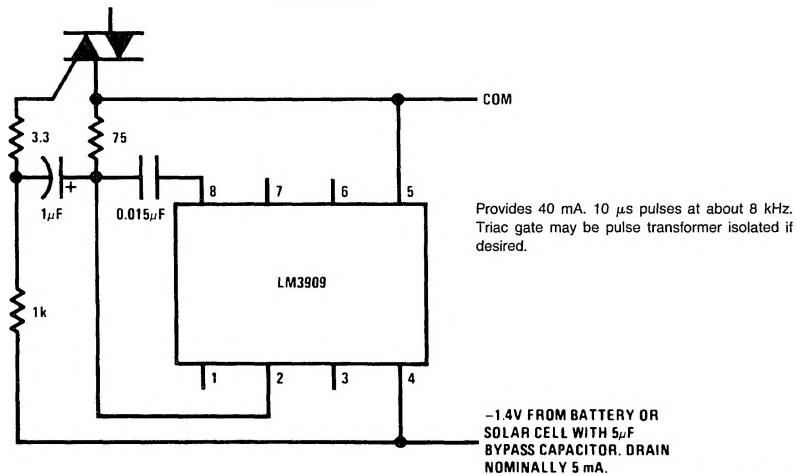 COM
3.3
75
1μF
+
0.015μF
8
7
6
5
Provides 40 mA. 10 μs pulses at about 8 kHz.
Triac gate may be pulse transformer isolated if
desired.
LM3909
1k
1
2
3
4
–1.4V FROM BATTERY OR
SOLAR CELL WITH 5μF
BYPASS CAPACITOR. DRAIN
NOMINALLY 5 mA.